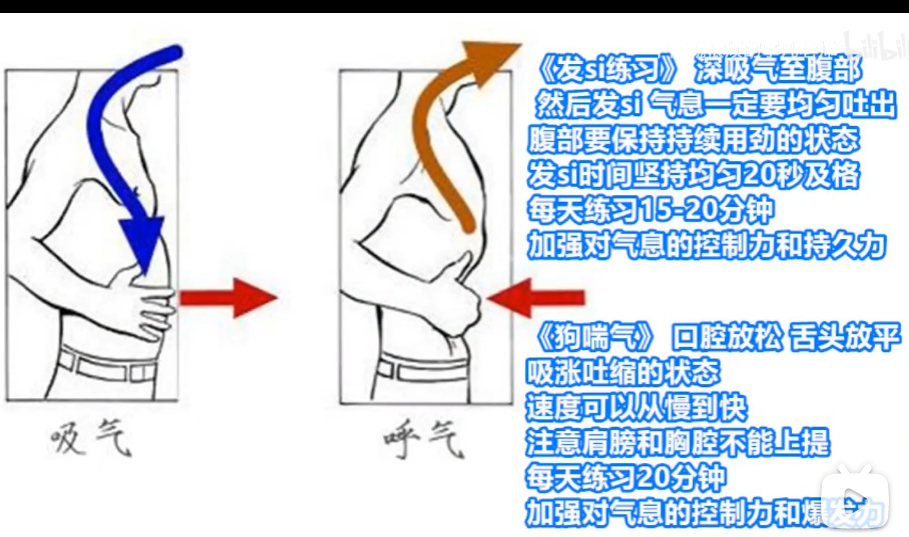 bilibili
《发si练习》 深吸气至腹部
然后发si 气息一定要均匀吐出
腹部要保持持续用劲的状态
发si时间坚持均匀20秒及格
每天练习15-20分钟
加强对气息的控制力和持久力
《狗喘气》 口腔放松 舌头放平
吸涨吐缩的状态
速度可以从慢到快
注意肩膀和胸腔不能上提
每天练习20分钟
加强对气息的控制力和爆发力
吸气
呼气